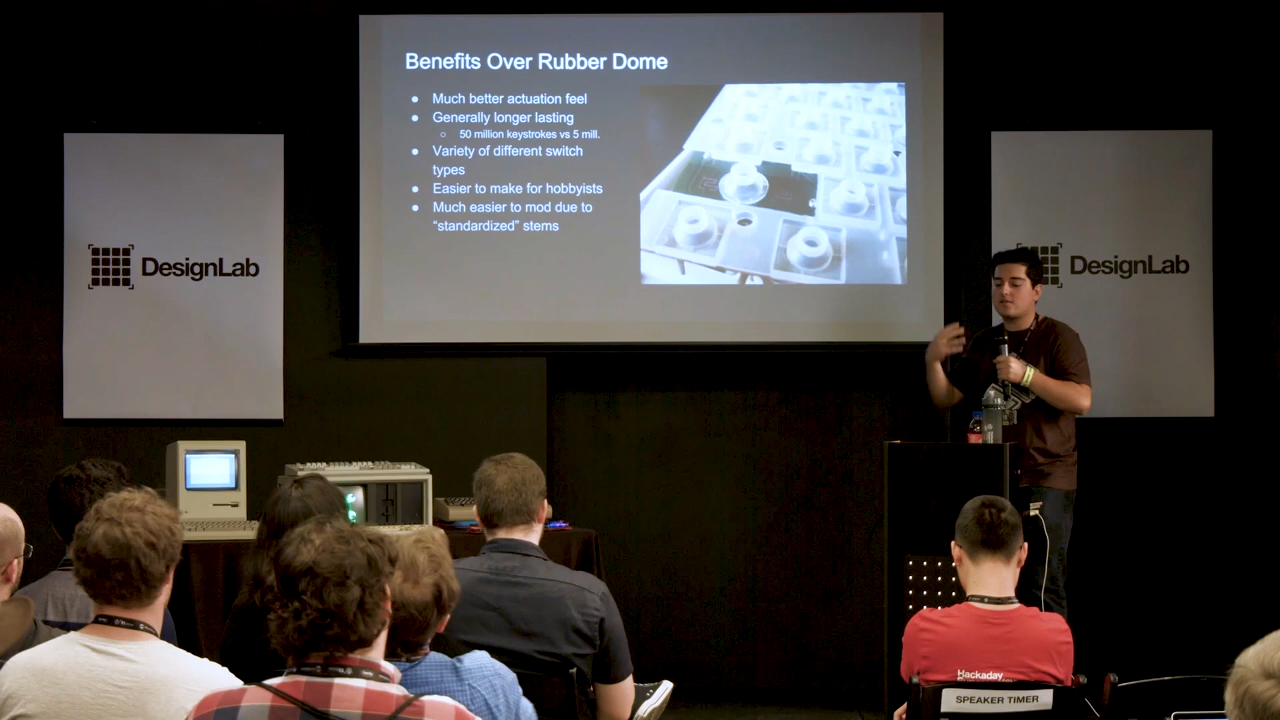 Benefits Over Rubber Dome
● Much better actuation feel
● Generally longer lasting
○ 50 million keystrokes vs 5 mill.
● Variety of different switch
types
● Easier to make for hobbyists
● Much easier to mod due to
“standardized” stems
DesignLab
DesignLab
Hackaday
SPEAKER TIMER